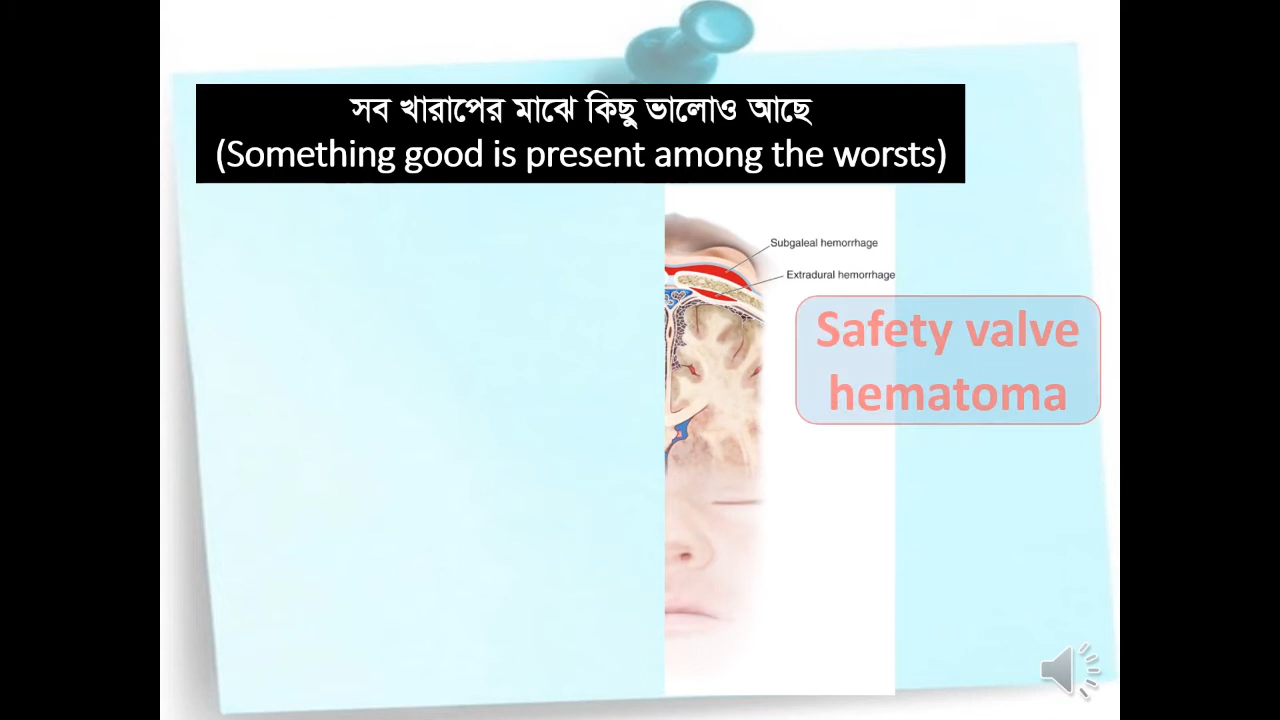 সব খারাপের মাঝে কিছু ভালোও আছে
(Something good is present among the worsts)
Subgaleal hemorrhage
Extradural hemorrhage
Safety valve
hematoma